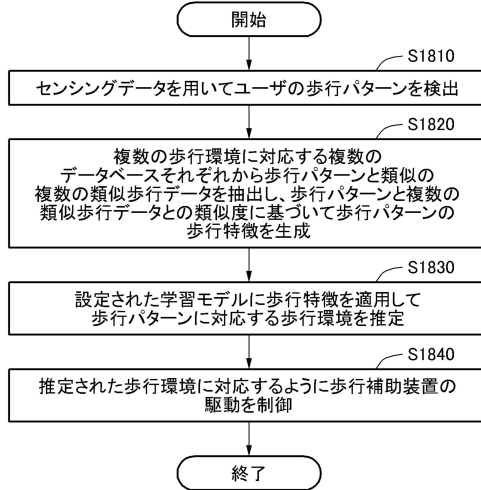 開始
S1810
センシングデータを用いてユーザの歩行パターンを検出
S1820
複数の歩行環境に対応する複数の
データベースそれぞれから歩行パターンと類似の
複数の類似歩行データを抽出し、歩行パターンと複数の
類似歩行データとの類似度に基づいて歩行パターンの
歩行特徴を生成
S1830
設定された学習モデルに歩行特徴を適用して
歩行パターンに対応する歩行環境を推定
S1840
推定された歩行環境に対応するように歩行補助装置の
駆動を制御
終了